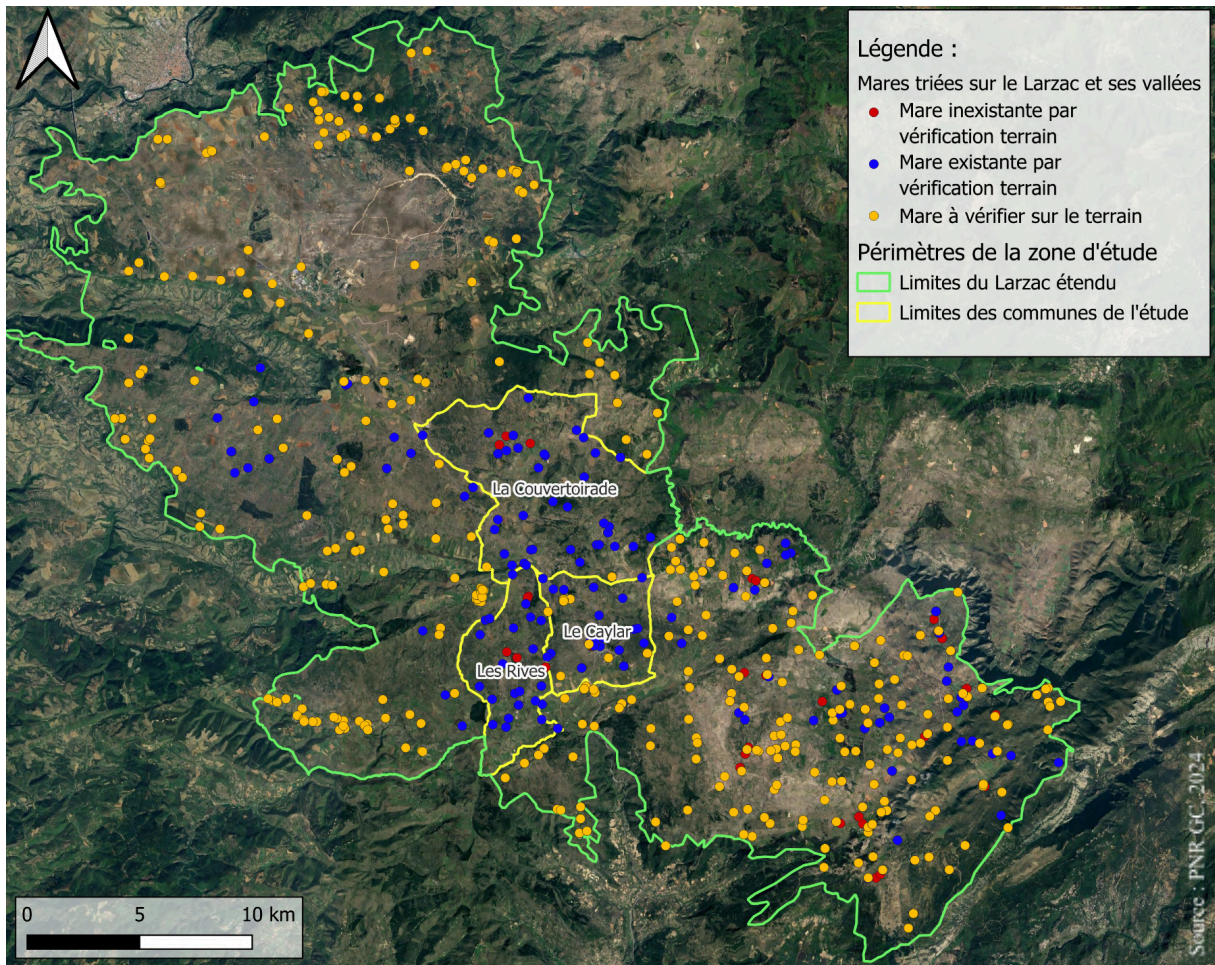 Légende :
Mares triées sur le Larzac et ses vallées
Mare inexistante par
vérification terrain
Mare existante par
vérification terrain
Mare à vérifier sur le terrain
Périmètres de la zone d'étude
Limites du Larzac étendu
Limites des communes de l'étude
La Couvertoirade
Le Caylar
Les Rives
0 5 10 km
Source : PNR GC, 2024